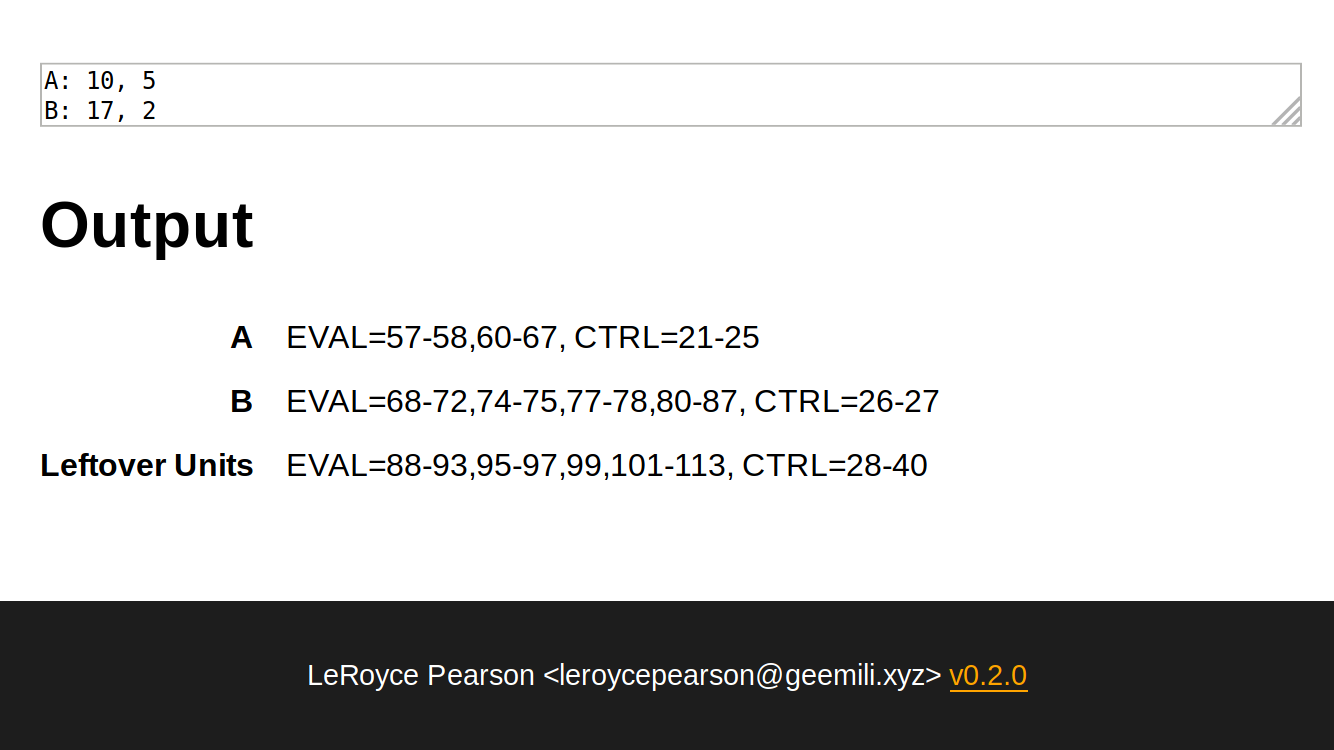 A: 10, 5
B: 17, 2
Output
A EVAL=57-58,60-67, CTRL=21-25
B EVAL=68-72,74-75,77-78,80-87, CTRL=26-27
Leftover Units EVAL=88-93,95-97,99,101-113, CTRL=28-40
LeRoyce Pearson <leroycepearson@geemili.xyz> v0.2.0